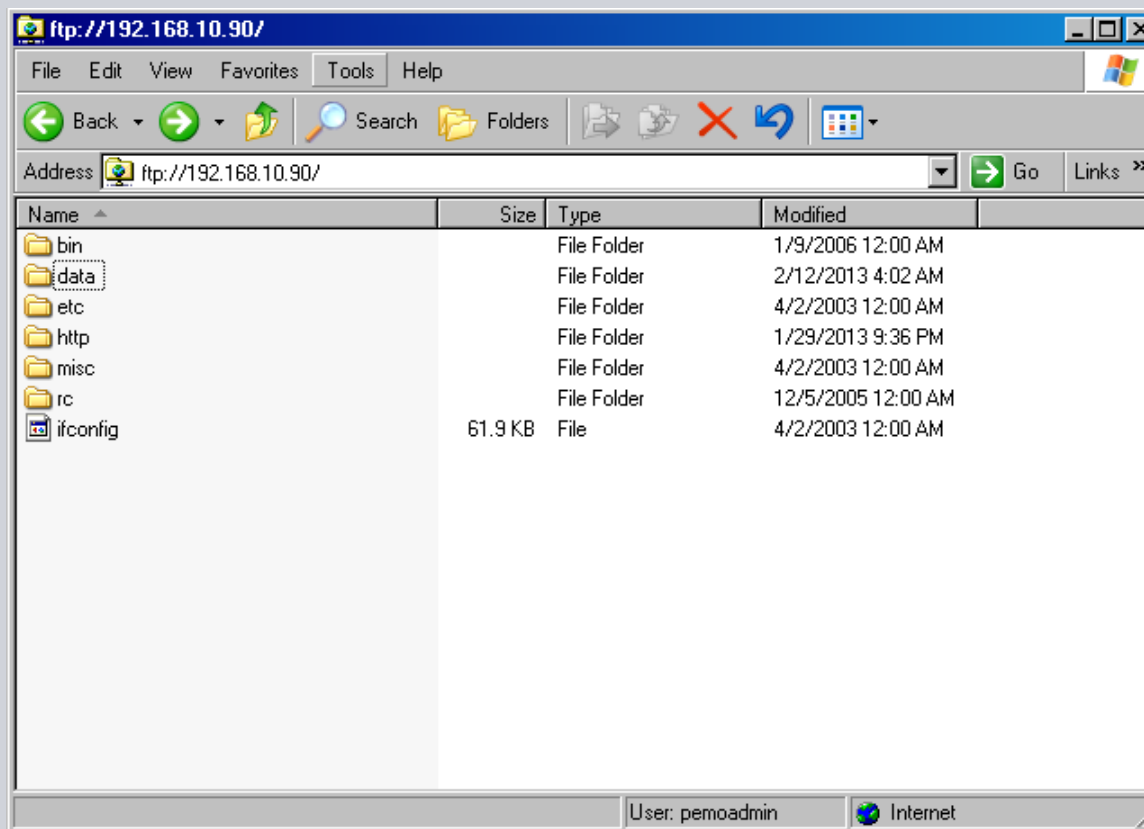 ftp://192.168.10.90/
File Edit View Favorites Tools Help
Back Search Folders
Address ftp://192.168.10.90/ Go Links »
Name Size Type Modified
bin File Folder 1/9/2006 12:00 AM
data File Folder 2/12/2013 4:02 AM
etc File Folder 4/2/2003 12:00 AM
http File Folder 1/29/2013 9:36 PM
misc File Folder 4/2/2003 12:00 AM
rc File Folder 12/5/2005 12:00 AM
ifconfig 61.9 KB File 4/2/2003 12:00 AM
User: pemoadmin Internet